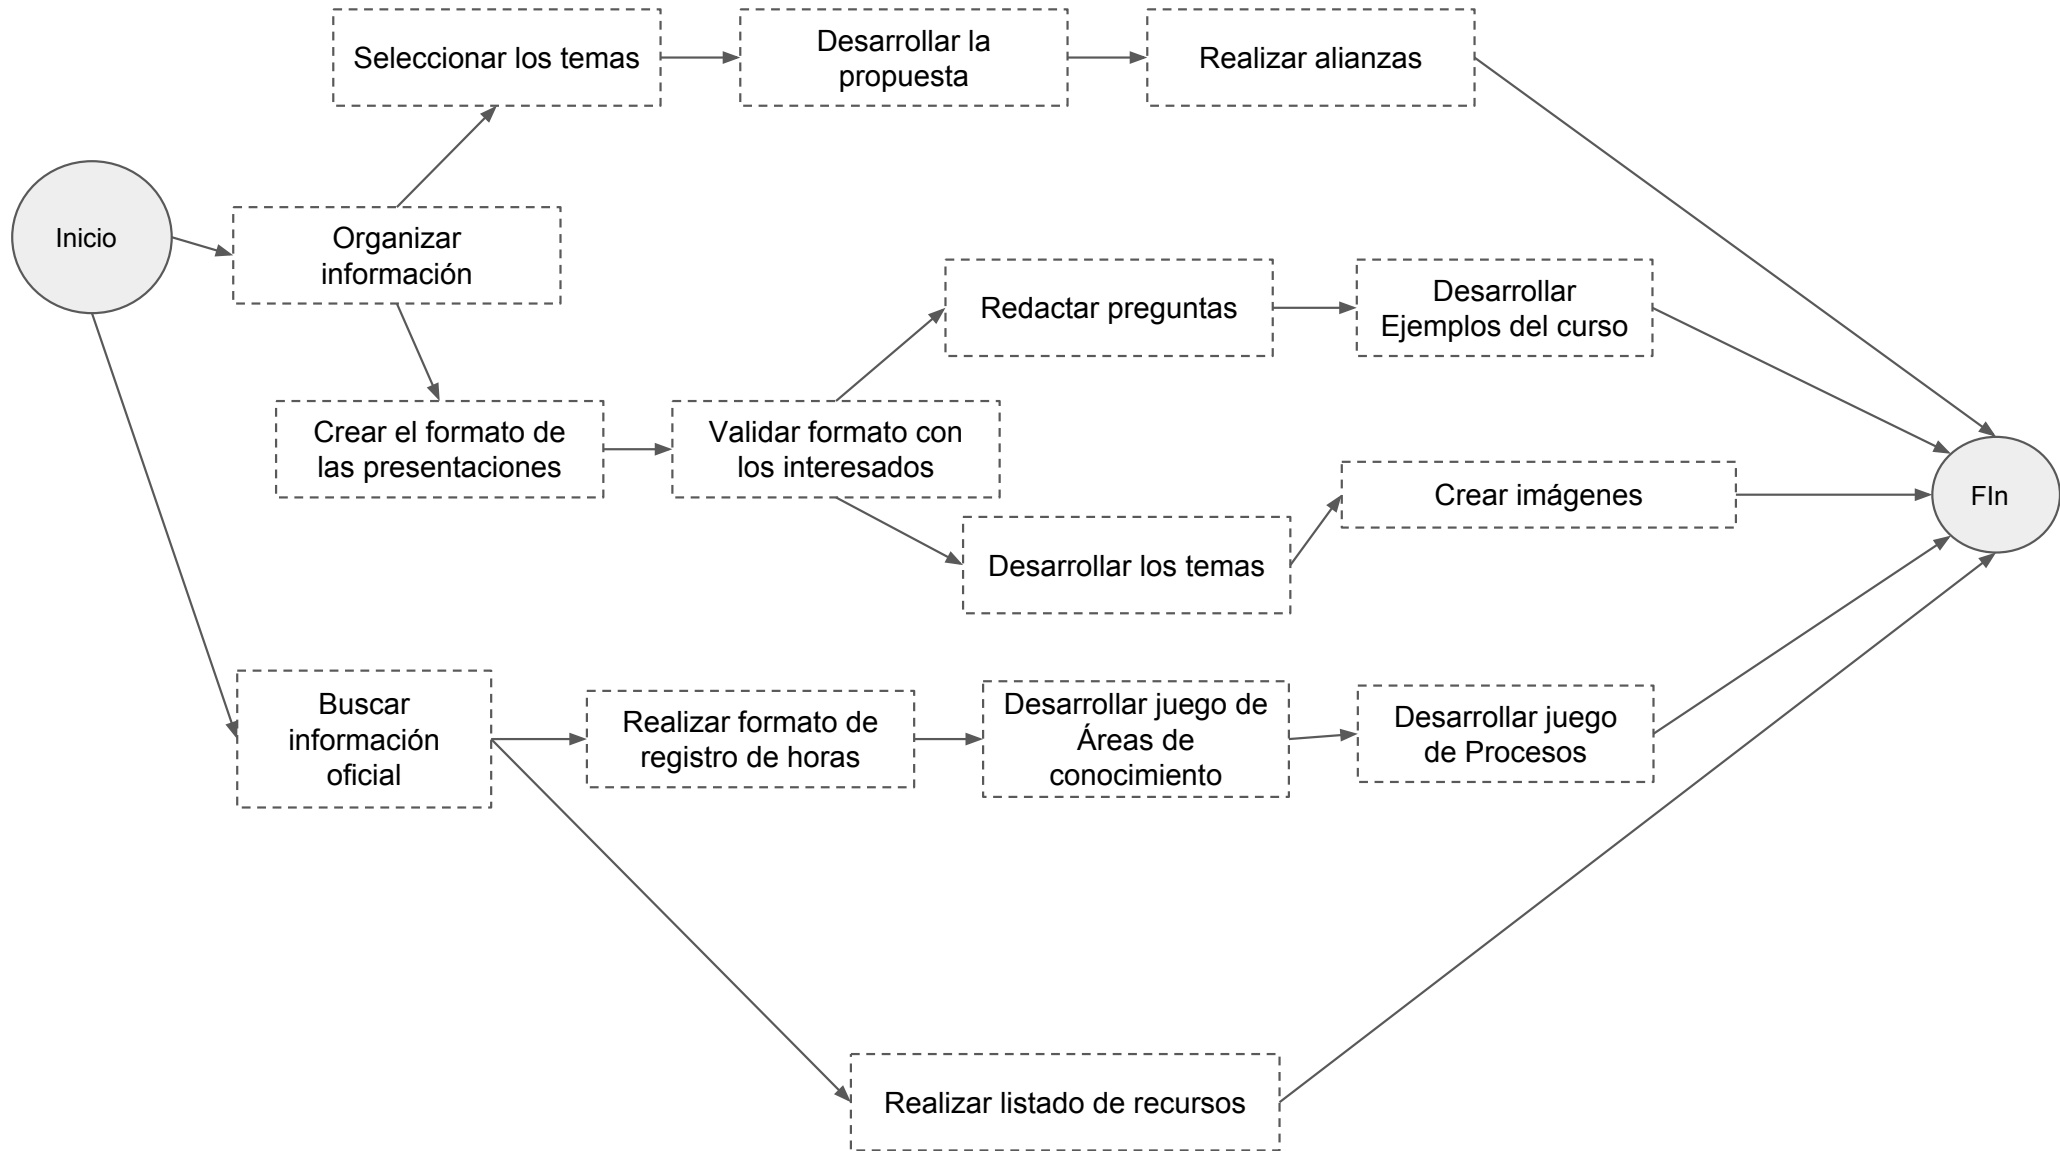 Seleccionar los temas
Desarrollar la
propuesta
Realizar alianzas
Inicio
Organizar
información
Redactar preguntas
Desarrollar
Ejemplos del curso
Crear el formato de
las presentaciones
Validar formato con
los interesados
Crear imágenes
FIn
Desarrollar los temas
Buscar
información
oficial
Realizar formato de
registro de horas
Desarrollar juego de
Áreas de
conocimiento
Desarrollar juego
de Procesos
Realizar listado de recursos